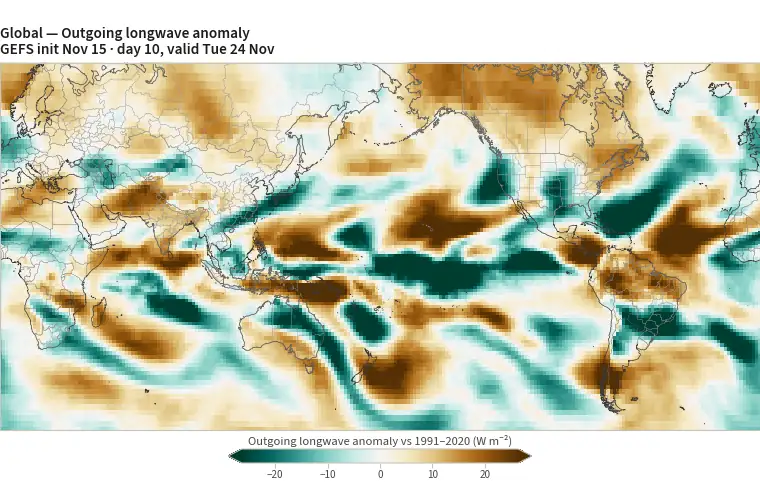 Global — Outgoing longwave anomaly
GEFS init Nov 15 · day 10, valid Tue 24 Nov
Outgoing longwave anomaly vs 1991–2020 (W m⁻²)
−20 −10 0 10 20